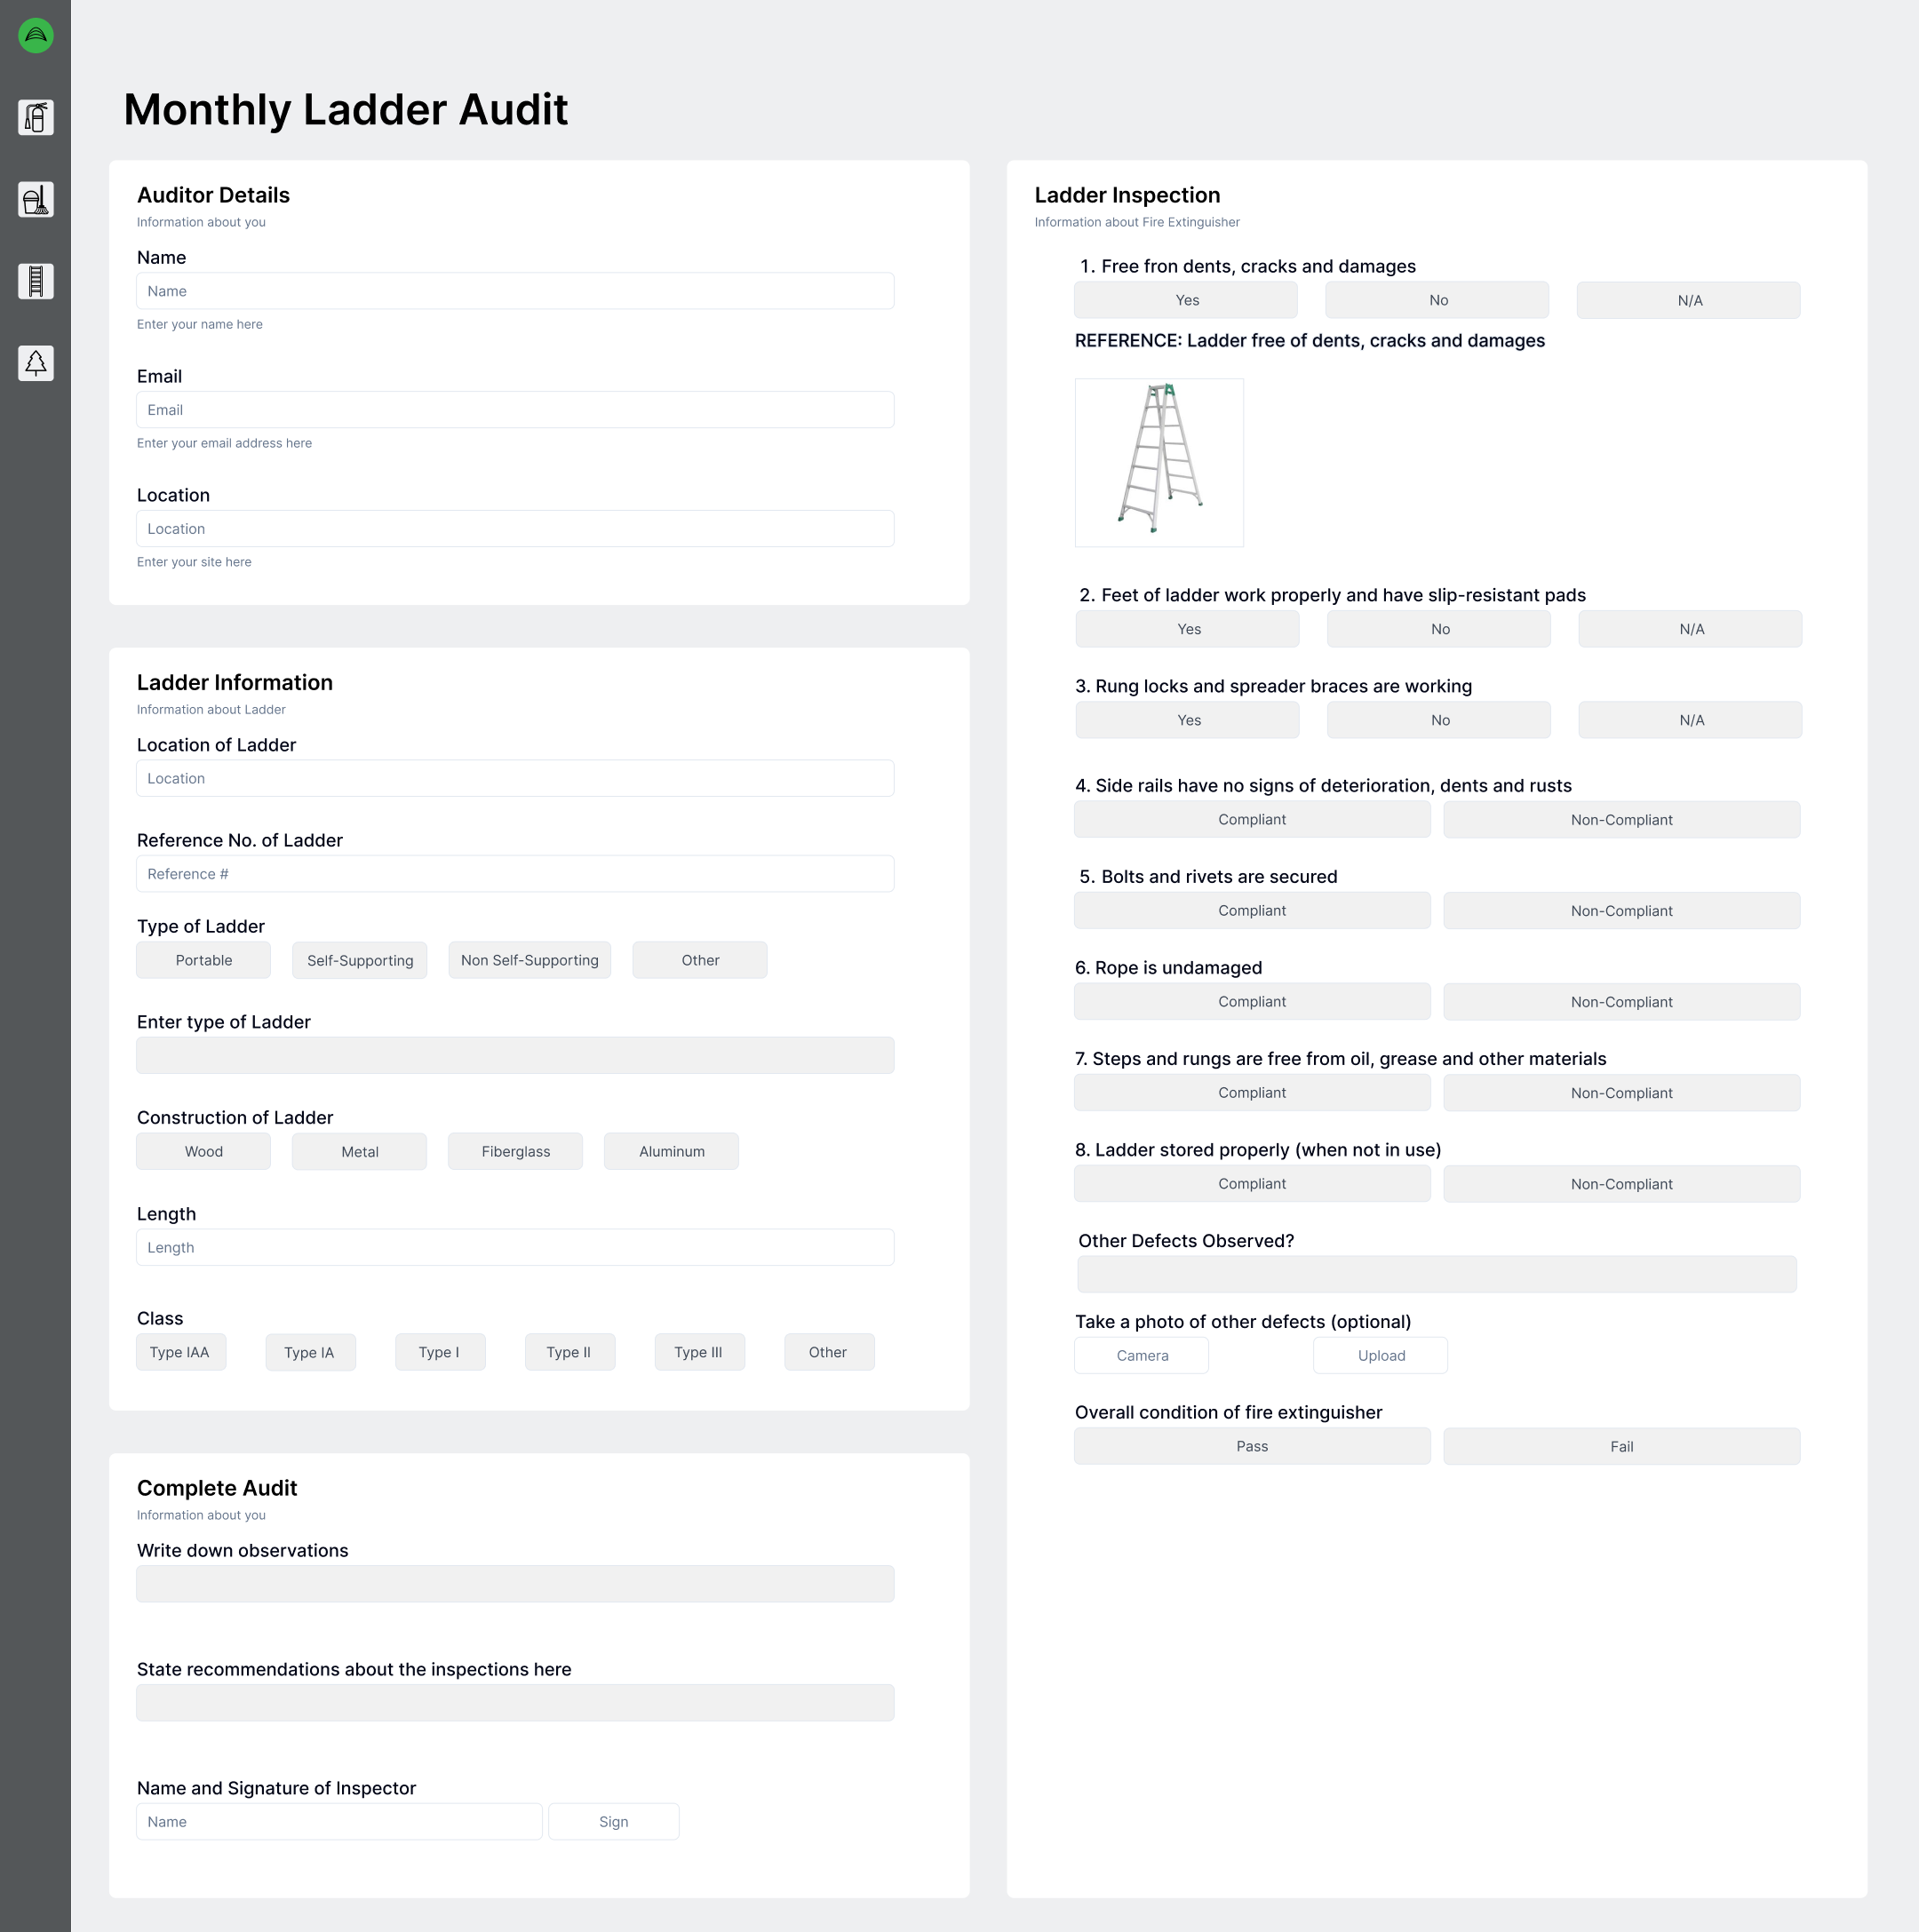 Monthly Ladder Audit
Auditor Details
Information about you
Name
Name
Enter your name here
Email
Email
Enter your email address here
Location
Location
Enter your site here
Ladder Information
Information about Ladder
Location of Ladder
Location
Reference No. of Ladder
Reference #
Type of Ladder
Portable Self-Supporting Non Self-Supporting Other
Enter type of Ladder
Construction of Ladder
Wood Metal Fiberglass Aluminum
Length
Length
Class
Type IAA Type IA Type I Type II Type III Other
Complete Audit
Information about you
Write down observations
State recommendations about the inspections here
Name and Signature of Inspector
Name Sign
Ladder Inspection
Information about Fire Extinguisher
1. Free fron dents, cracks and damages
Yes No N/A
REFERENCE: Ladder free of dents, cracks and damages
2. Feet of ladder work properly and have slip-resistant pads
Yes No N/A
3. Rung locks and spreader braces are working
Yes No N/A
4. Side rails have no signs of deterioration, dents and rusts
Compliant Non-Compliant
5. Bolts and rivets are secured
Compliant Non-Compliant
6. Rope is undamaged
Compliant Non-Compliant
7. Steps and rungs are free from oil, grease and other materials
Compliant Non-Compliant
8. Ladder stored properly (when not in use)
Compliant Non-Compliant
Other Defects Observed?
Take a photo of other defects (optional)
Camera Upload
Overall condition of fire extinguisher
Pass Fail